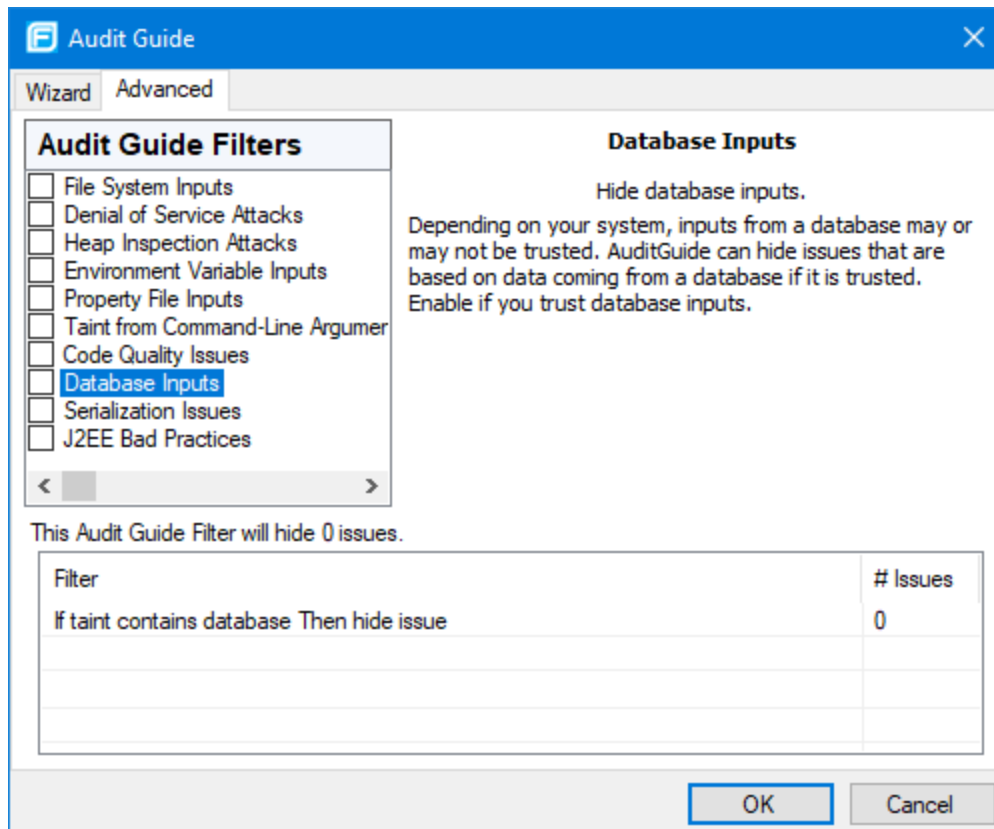 Audit Guide
Wizard
Advanced
Audit Guide Filters
File System Inputs
Denial of Service Attacks
Heap Inspection Attacks
Environment Variable Inputs
Property File Inputs
Taint from Command-Line Argumer
Code Quality Issues
Database Inputs
Serialization Issues
J2EE Bad Practices
Database Inputs
Hide database inputs.
Depending on your system, inputs from a database may or
may not be trusted. AuditGuide can hide issues that are
based on data coming from a database if it is trusted.
Enable if you trust database inputs.
This Audit Guide Filter will hide 0 issues.
Filter
# Issues
If taint contains database Then hide issue
0
OK
Cancel